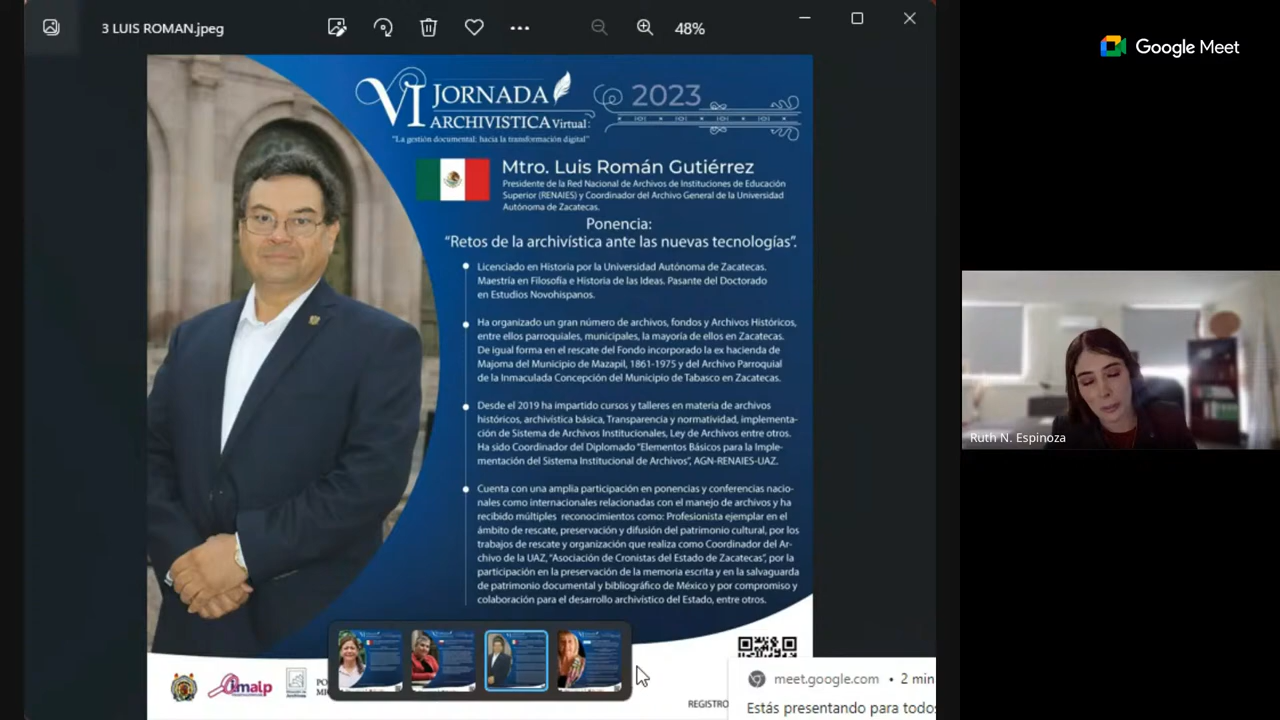 3 LUIS ROMAN.jpeg
48%
Google Meet
VI JORNADA
ARCHIVISTICA Virtual:
2023
"La gestión documental; hacia la transformación digital"
Mtro. Luis Román Gutiérrez
Presidente de la Red Nacional de Archivos de Instituciones de Educación
Superior (RENAIES) y Coordinador del Archivo General de la Universidad
Autónoma de Zacatecas.
Ponencia:
“Retos de la archivística ante las nuevas tecnologías”.
Licenciado en Historia por la Universidad Autónoma de Zacatecas.
Maestría en Filosofía e Historia de las Ideas. Pasante del Doctorado
en Estudios Novohispanos.
Ha organizado un gran número de archivos, fondos y Archivos Históricos,
entre ellos parroquiales, municipales, la mayoría de ellos en Zacatecas.
De igual forma en el rescate del Fondo incorporado la ex hacienda de
Majoma del Municipio de Mazapil, 1861-1975 y del Archivo Parroquial
de la Inmaculada Concepción del Municipio de Tabasco en Zacatecas.
Desde el 2019 ha impartido cursos y talleres en materia de archivos
históricos, archivística básica, Transparencia y normatividad, implementa-
ción de Sistema de Archivos Institucionales, Ley de Archivos entre otros.
Ha sido Coordinador del Diplomado “Elementos Básicos para la Imple-
mentación del Sistema Institucional de Archivos”, AGN-RENAIES-UAZ.
Cuenta con una amplia participación en ponencias y conferencias nacio-
nales como internacionales relacionadas con el manejo de archivos y ha
recibido múltiples reconocimientos como: Profesionista ejemplar en el
ámbito de rescate, preservación y difusión del patrimonio cultural, por los
trabajos de rescate y organización que realiza como Coordinador del Ar-
chivo de la UAZ, “Asociación de Cronistas del Estado de Zacatecas”, por la
participación en la preservación de la memoria escrita y en la salvaguarda
de patrimonio documental y bibliográfico de México y por compromiso y
colaboración para el desarrollo archivístico del Estado, entre otros.
Ruth N. Espinoza
imalp
REGISTRO
meet.google.com • 2 min
Estás presentando para todo